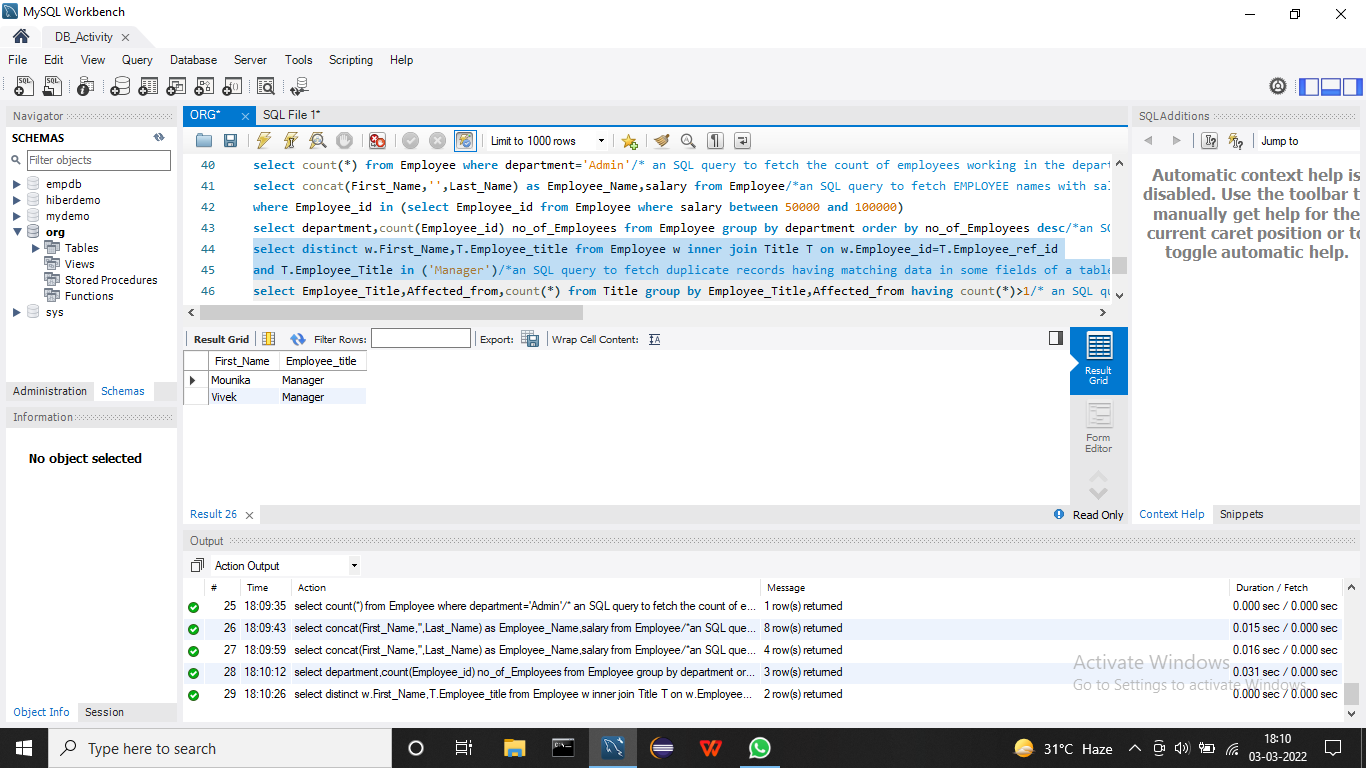 MySQL Workbench
DB_Activity
File Edit View Query Database Server Tools Scripting Help
Navigator
SCHEMAS
Filter objects
empdb
hiberdemo
mydemo
org
Tables
Views
Stored Procedures
Functions
sys
Administration Schemas
Information
No object selected
Object Info Session
ORG* SQL File 1*
Limit to 1000 rows
40 select count(*) from Employee where department='Admin'/* an SQL query to fetch the count of employees working in the depart
41 select concat(First_Name,'',Last_Name) as Employee_Name,salary from Employee/*an SQL query to fetch EMPLOYEE names with sal
42 where Employee_id in (select Employee_id from Employee where salary between 50000 and 100000)
43 select department,count(Employee_id) no_of_Employees from Employee group by department order by no_of_Employees desc/*an SQ
44 select distinct w.First_Name,T.Employee_title from Employee w inner join Title T on w.Employee_id=T.Employee_ref_id
45 and T.Employee_Title in ('Manager')/*an SQL query to fetch duplicate records having matching data in some fields of a table
46 select Employee_Title,Affected_from,count(*) from Title group by Employee_Title,Affected_from having count(*)>1/* an SQL qu
Result Grid Filter Rows: Export: Wrap Cell Content:
First_Name Employee_title
Mounika Manager
Vivek Manager
Result Grid
Form Editor
Result 26
Read Only
SQLAdditions
Jump to
Automatic context help is
disabled. Use the toolbar t
manually get help for the
current caret position or to
toggle automatic help.
Context Help Snippets
Output
Action Output
# Time Action Message Duration / Fetch
25 18:09:35 select count(*) from Employee where department='Admin'/* an SQL query to fetch the count of e... 1 row(s) returned 0.000 sec / 0.000 sec
26 18:09:43 select concat(First_Name,'',Last_Name) as Employee_Name,salary from Employee/*an SQL que... 8 row(s) returned 0.015 sec / 0.000 sec
27 18:09:59 select concat(First_Name,'',Last_Name) as Employee_Name,salary from Employee/*an SQL que... 4 row(s) returned 0.016 sec / 0.000 sec
28 18:10:12 select department,count(Employee_id) no_of_Employees from Employee group by department or... 3 row(s) returned 0.031 sec / 0.000 sec
29 18:10:26 select distinct w.First_Name,T.Employee_title from Employee w inner join Title T on w.Employee... 2 row(s) returned 0.000 sec / 0.000 sec
Activate Windows
Go to Settings to activate Windows.
Type here to search
31°C Haze
18:10
03-03-2022